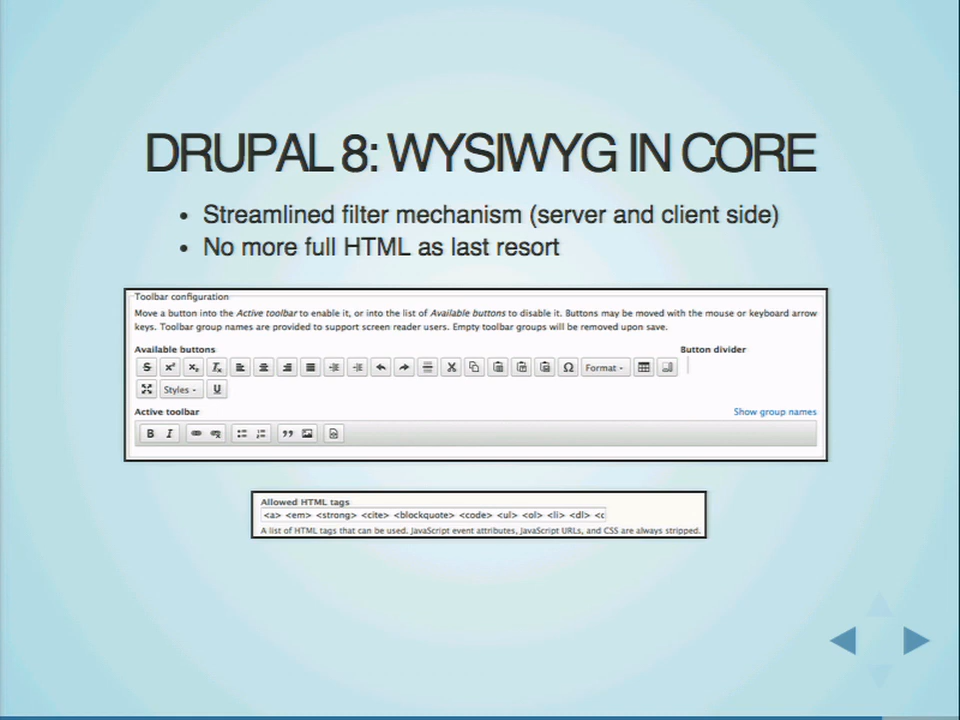 DRUPAL 8: WYSIWYG IN CORE
• Streamlined filter mechanism (server and client side)
• No more full HTML as last resort
Toolbar configuration
Move a button into the Active toolbar to enable it, or into the list of Available buttons to disable it. Buttons may be moved with the mouse or keyboard arrow
keys. Toolbar group names are provided to support screen reader users. Empty toolbar groups will be removed upon save.
Available buttons Button divider
S x² x₂ Tx Ω Format
Styles U
Active toolbar Show group names
B I
Allowed HTML tags
<a> <em> <strong> <cite> <blockquote> <code> <ul> <ol> <li> <dl> <c
A list of HTML tags that can be used. JavaScript event attributes, JavaScript URLs, and CSS are always stripped.